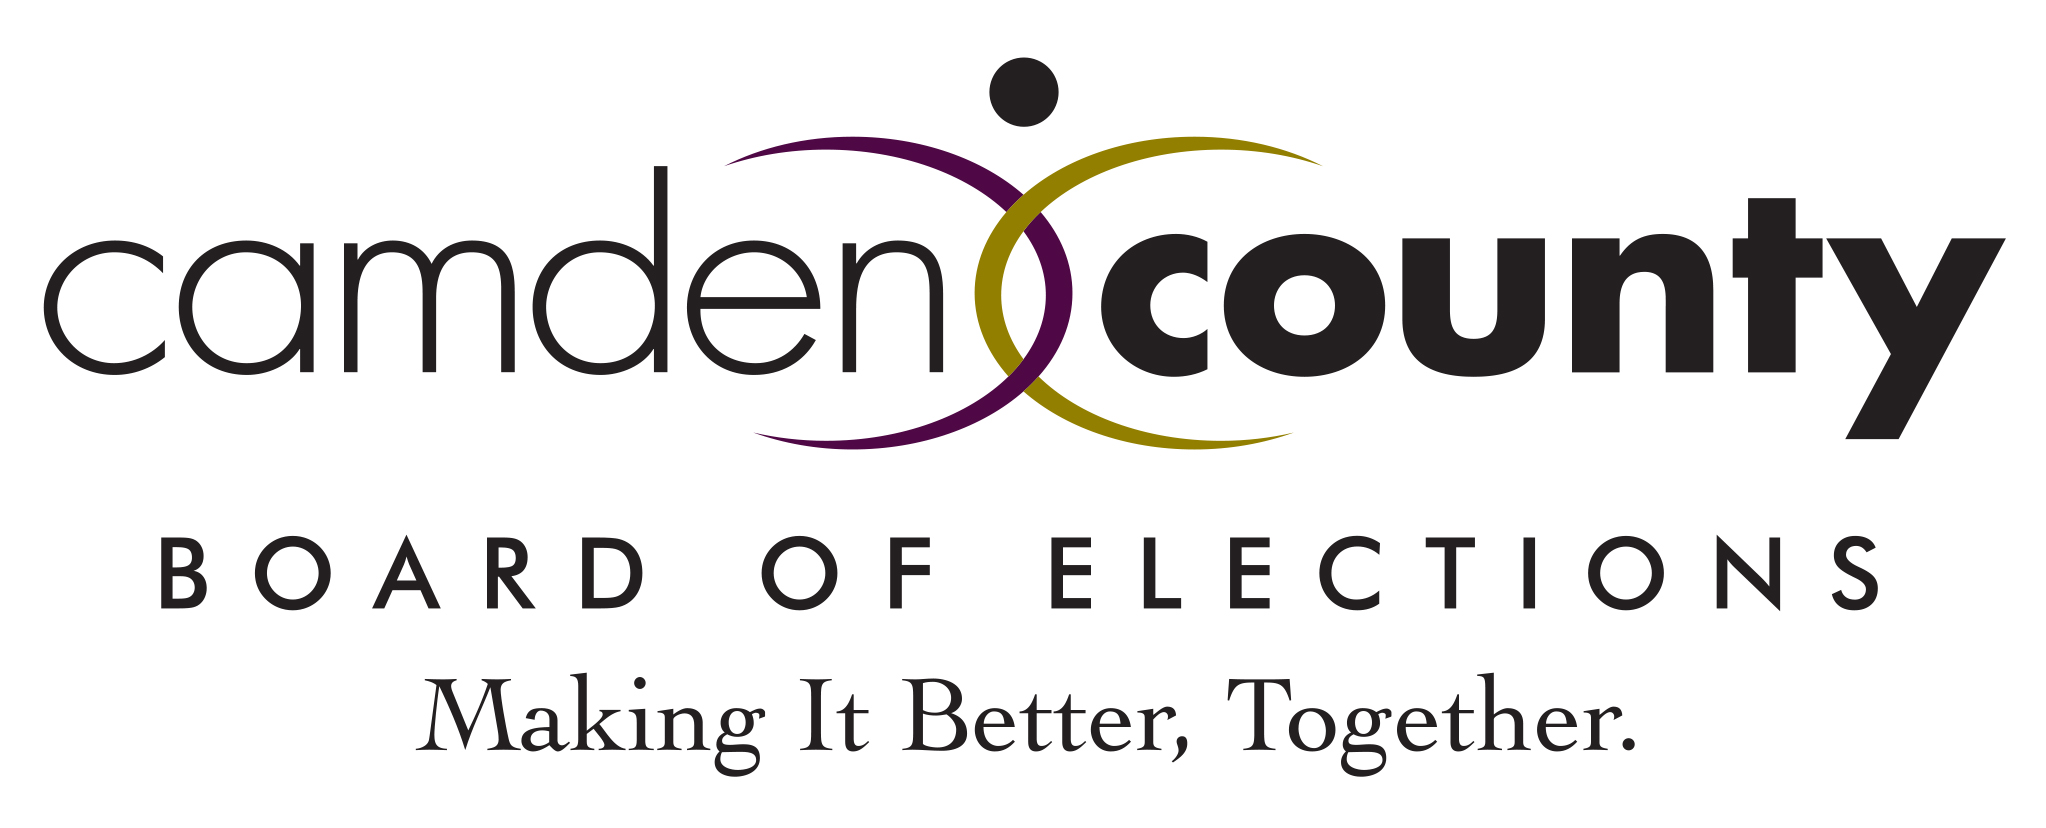 camden county
BOARD OF ELECTIONS
Making It Better, Together.